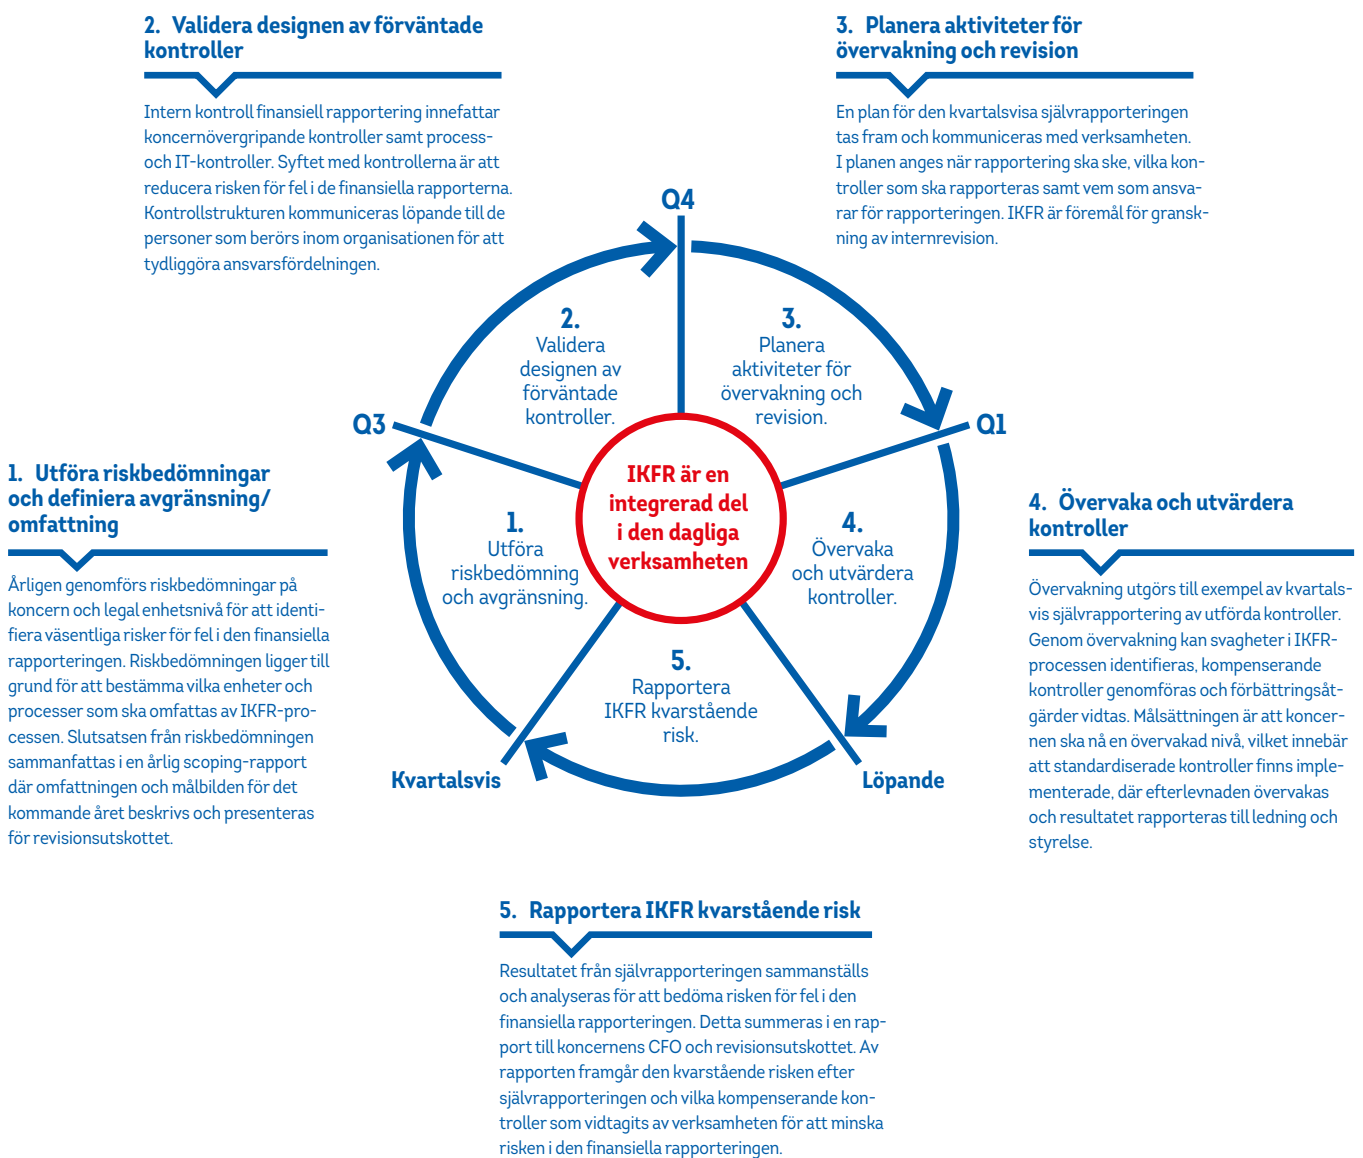 2. Validera designen av förväntade
kontroller
Intern kontroll finansiell rapportering innefattar
koncernövergripande kontroller samt process-
och IT-kontroller. Syftet med kontrollerna är att
reducera risken för fel i de finansiella rapporterna.
Kontrollstrukturen kommuniceras löpande till de
personer som berörs inom organisationen för att
tydliggöra ansvarsfördelningen.
3. Planera aktiviteter för
övervakning och revision
En plan för den kvartalsvisa självrapporteringen
tas fram och kommuniceras med verksamheten.
I planen anges när rapportering ska ske, vilka kon-
troller som ska rapporteras samt vem som ansva-
rar för rapporteringen. IKFR är föremål för gransk-
ning av internrevision.
Q4
2.
Validera
designen av
förväntade
kontroller.
3.
Planera
aktiviteter för
övervakning och
revision.
Q3
Q1
IKFR är en
integrerad del
i den dagliga
verksamheten
1.
Utföra
riskbedömning
och avgränsning.
4.
Övervaka
och utvärdera
kontroller.
5.
Rapportera
IKFR kvarstående
risk.
Kvartalsvis
Löpande
1. Utföra riskbedömningar
och definiera avgränsning/
omfattning
Årligen genomförs riskbedömningar på
koncern och legal enhetsnivå för att identi-
fiera väsentliga risker för fel i den finansiella
rapporteringen. Riskbedömningen ligger till
grund för att bestämma vilka enheter och
processer som ska omfattas av IKFR-pro-
cessen. Slutsatsen från riskbedömningen
sammanfattas i en årlig scoping-rapport
där omfattningen och målbilden för det
kommande året beskrivs och presenteras
för revisionsutskottet.
4. Övervaka och utvärdera
kontroller
Övervakning utgörs till exempel av kvartals-
vis självrapportering av utförda kontroller.
Genom övervakning kan svagheter i IKFR-
processen identifieras, kompenserande
kontroller genomföras och förbättringsåt-
gärder vidtas. Målsättningen är att koncer-
nen ska nå en övervakad nivå, vilket innebär
att standardiserade kontroller finns imple-
menterade, där efterlevnaden övervakas
och resultatet rapporteras till ledning och
styrelse.
5. Rapportera IKFR kvarstående risk
Resultatet från självrapporteringen sammanställs
och analyseras för att bedöma risken för fel i den
finansiella rapporteringen. Detta summeras i en rap-
port till koncernens CFO och revisionsutskottet. Av
rapporten framgår den kvarstående risken efter
självrapporteringen och vilka kompenserande kon-
troller som vidtagits av verksamheten för att minska
risken i den finansiella rapporteringen.